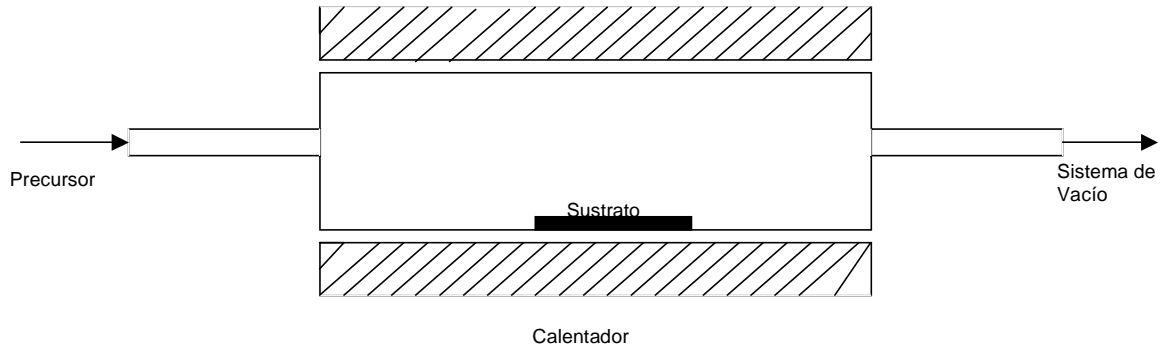 Precursor
Sustrato
Sistema de
Vacío
Calentador